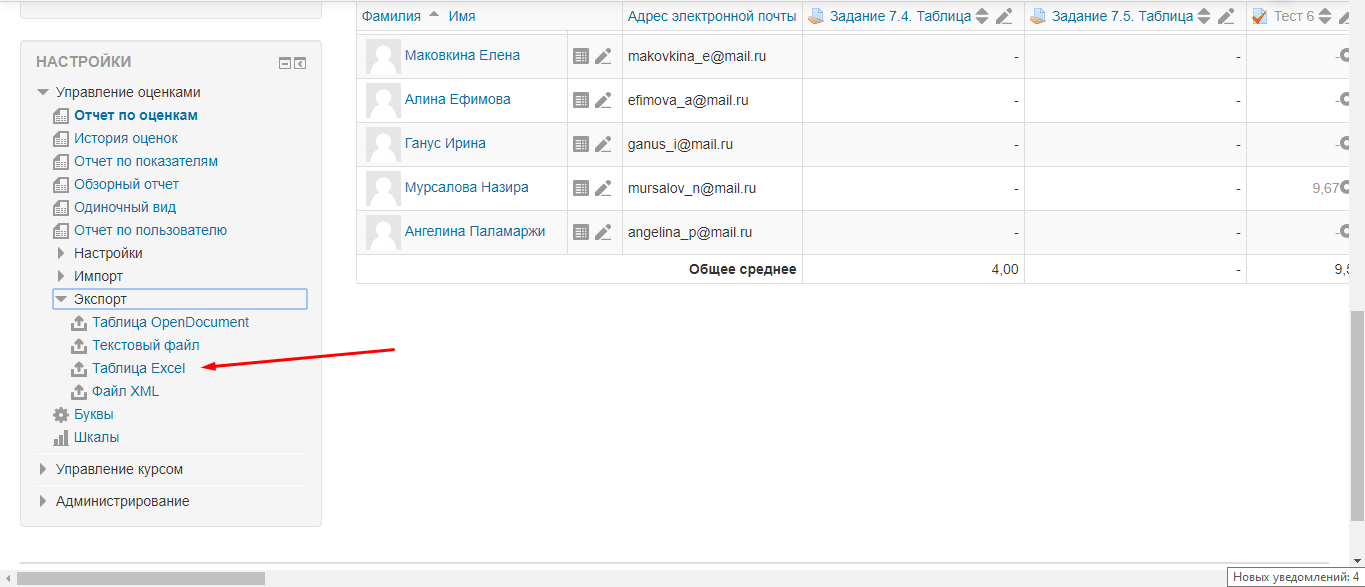 Фамилия Имя Адрес электронной почты Задание 7.4. Таблица Задание 7.5. Таблица Тест 6
НАСТРОЙКИ
Управление оценками
Отчет по оценкам
История оценок
Отчет по показателям
Обзорный отчет
Одиночный вид
Отчет по пользователю
Настройки
Импорт
Экспорт
Таблица OpenDocument
Текстовый файл
Таблица Excel
Файл XML
Буквы
Шкалы
Управление курсом
Администрирование
Маковкина Елена makovkina_e@mail.ru - - -
Алина Ефимова efimova_a@mail.ru - - -
Ганус Ирина ganus_i@mail.ru - - -
Мурсалова Назира mursalov_n@mail.ru - - 9,67
Ангелина Паламаржи angelina_p@mail.ru - - -
Общее среднее 4,00 - 9,5
Новых уведомлений: 4